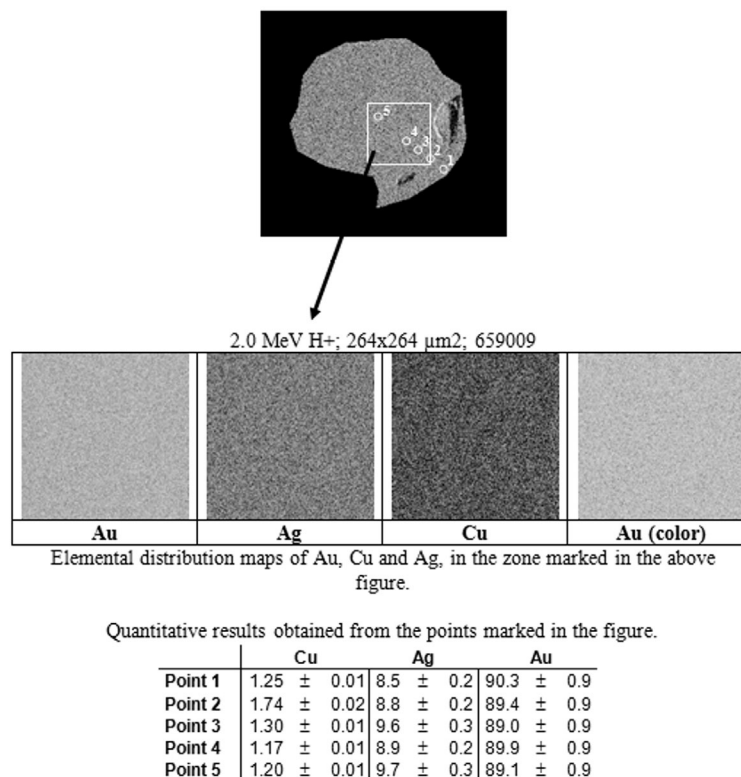 5
4
3
2
1
2.0 MeV H+; 264x264 µm2; 659009
Au Ag Cu Au (color)
Elemental distribution maps of Au, Cu and Ag, in the zone marked in the above
figure.
Quantitative results obtained from the points marked in the figure.
Cu Ag Au
Point 1 1.25 ± 0.01 8.5 ± 0.2 90.3 ± 0.9
Point 2 1.74 ± 0.02 8.8 ± 0.2 89.4 ± 0.9
Point 3 1.30 ± 0.01 9.6 ± 0.3 89.0 ± 0.9
Point 4 1.17 ± 0.01 8.9 ± 0.2 89.9 ± 0.9
Point 5 1.20 ± 0.01 9.7 ± 0.3 89.1 ± 0.9